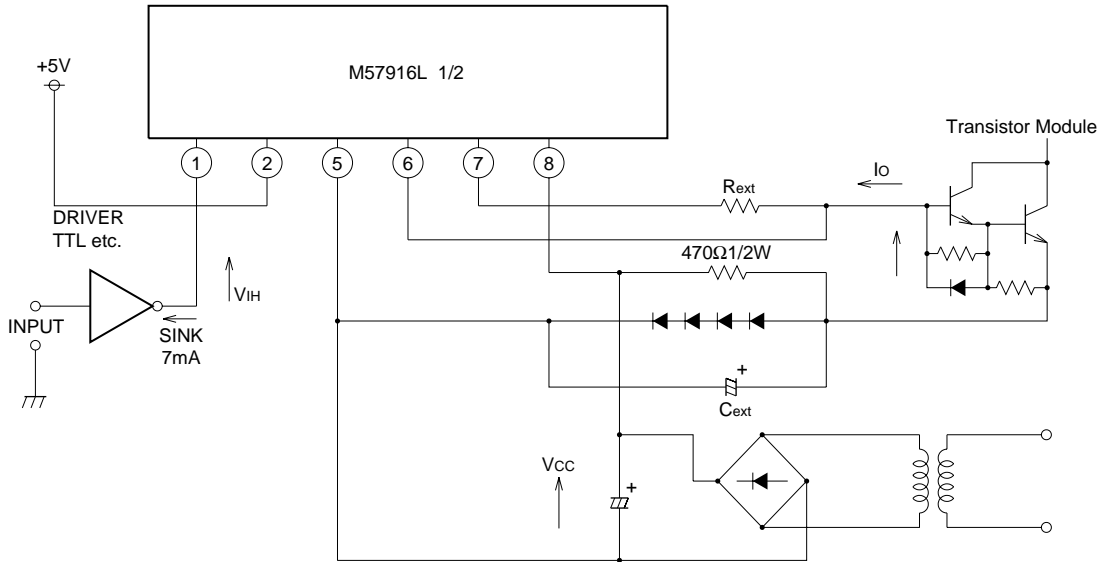 M57916L 1/2
+5V
1
2
5
6
7
8
Transistor Module
IO
Rext
DRIVER
TTL etc.
470Ω1/2W
VIH
INPUT
SINK
7mA
+
Cext
VCC
+